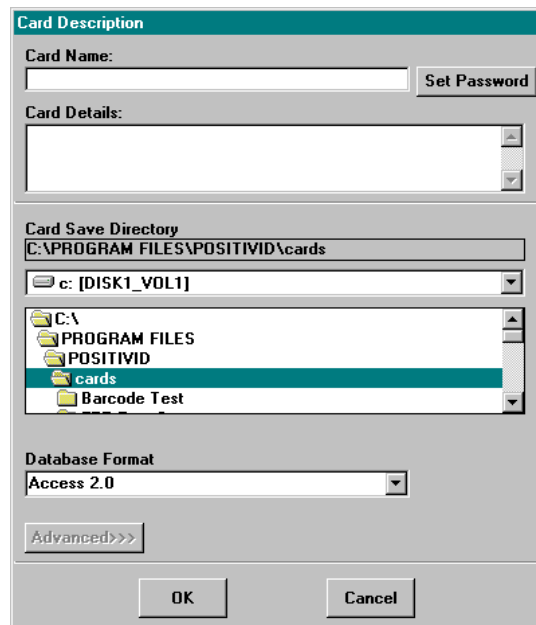 Card Description
Card Name:
Set Password
Card Details:
Card Save Directory
C:\PROGRAM FILES\POSITIVID\cards
c: [DISK1_VOL1]
C:\
PROGRAM FILES
POSITIVID
cards
Barcode Test
Database Format
Access 2.0
Advanced>>>
OK
Cancel